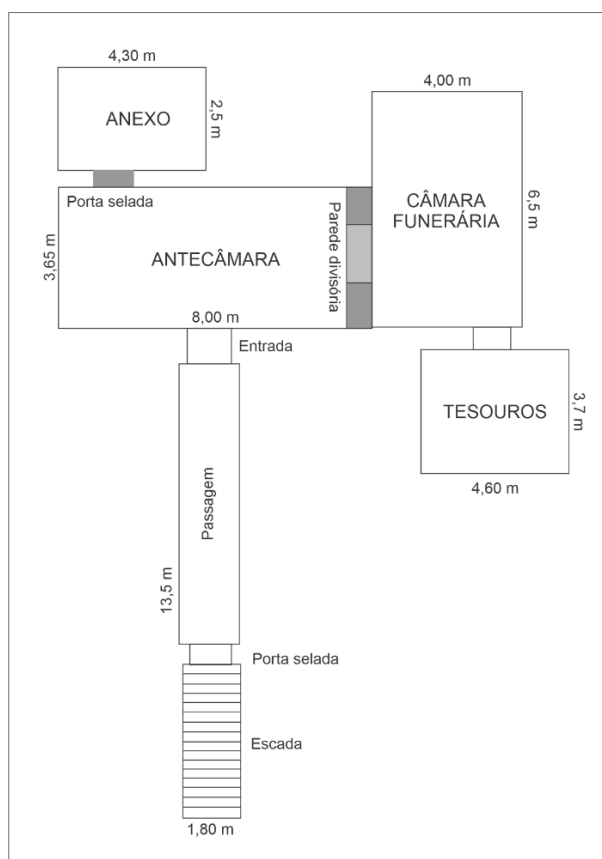 4,30 m
ANEXO
2,5 m
4,00 m
CÂMARA
FUNERÁRIA
6,5 m
Porta selada
3,65 m
ANTECÂMARA
Parede divisória
8,00 m
Entrada
TESOUROS
3,7 m
4,60 m
Passagem
13,5 m
Porta selada
Escada
1,80 m